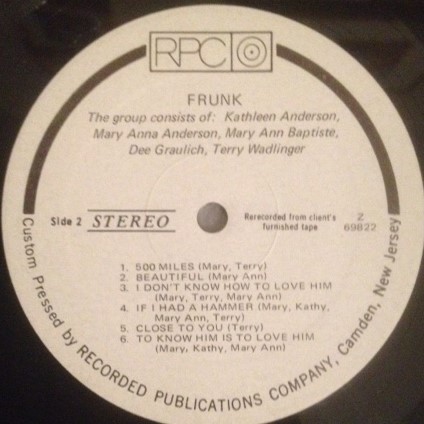 RPC
FRUNK
The group consists of: Kathleen Anderson,
Mary Anna Anderson, Mary Ann Baptiste,
Dee Graulich, Terry Wadlinger
Side 2 STEREO
Rerecorded from client's
furnished tape
Z
69822
1. 500 MILES (Mary, Terry)
2. BEAUTIFUL (Mary Ann)
3. I DON'T KNOW HOW TO LOVE HIM
(Mary, Terry, Mary Ann)
4. IF I HAD A HAMMER (Mary, Kathy,
Mary Ann, Terry)
5. CLOSE TO YOU (Terry)
6. TO KNOW HIM IS TO LOVE HIM
(Mary, Kathy, Mary Ann)
Custom Pressed by RECORDED PUBLICATIONS COMPANY, Camden, New Jersey